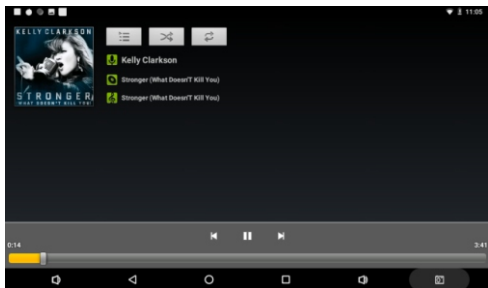 11:05
KELLY CLARKSON
STRONGER
WHAT DOESN'T KILL YOU
Kelly Clarkson
Stronger (What Doesn'T Kill You)
Stronger (What Doesn'T Kill You)
0:14
3:41